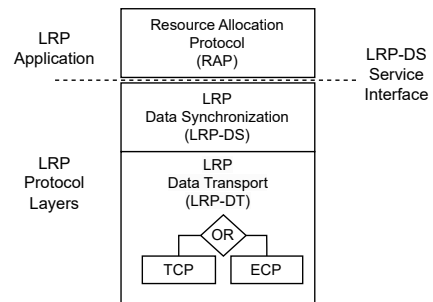 LRP
Application
Resource Allocation
Protocol
(RAP)
LRP-DS
Service
Interface
LRP
Data Synchronization
(LRP-DS)
LRP
Protocol
Layers
LRP
Data Transport
(LRP-DT)
OR
TCP
ECP